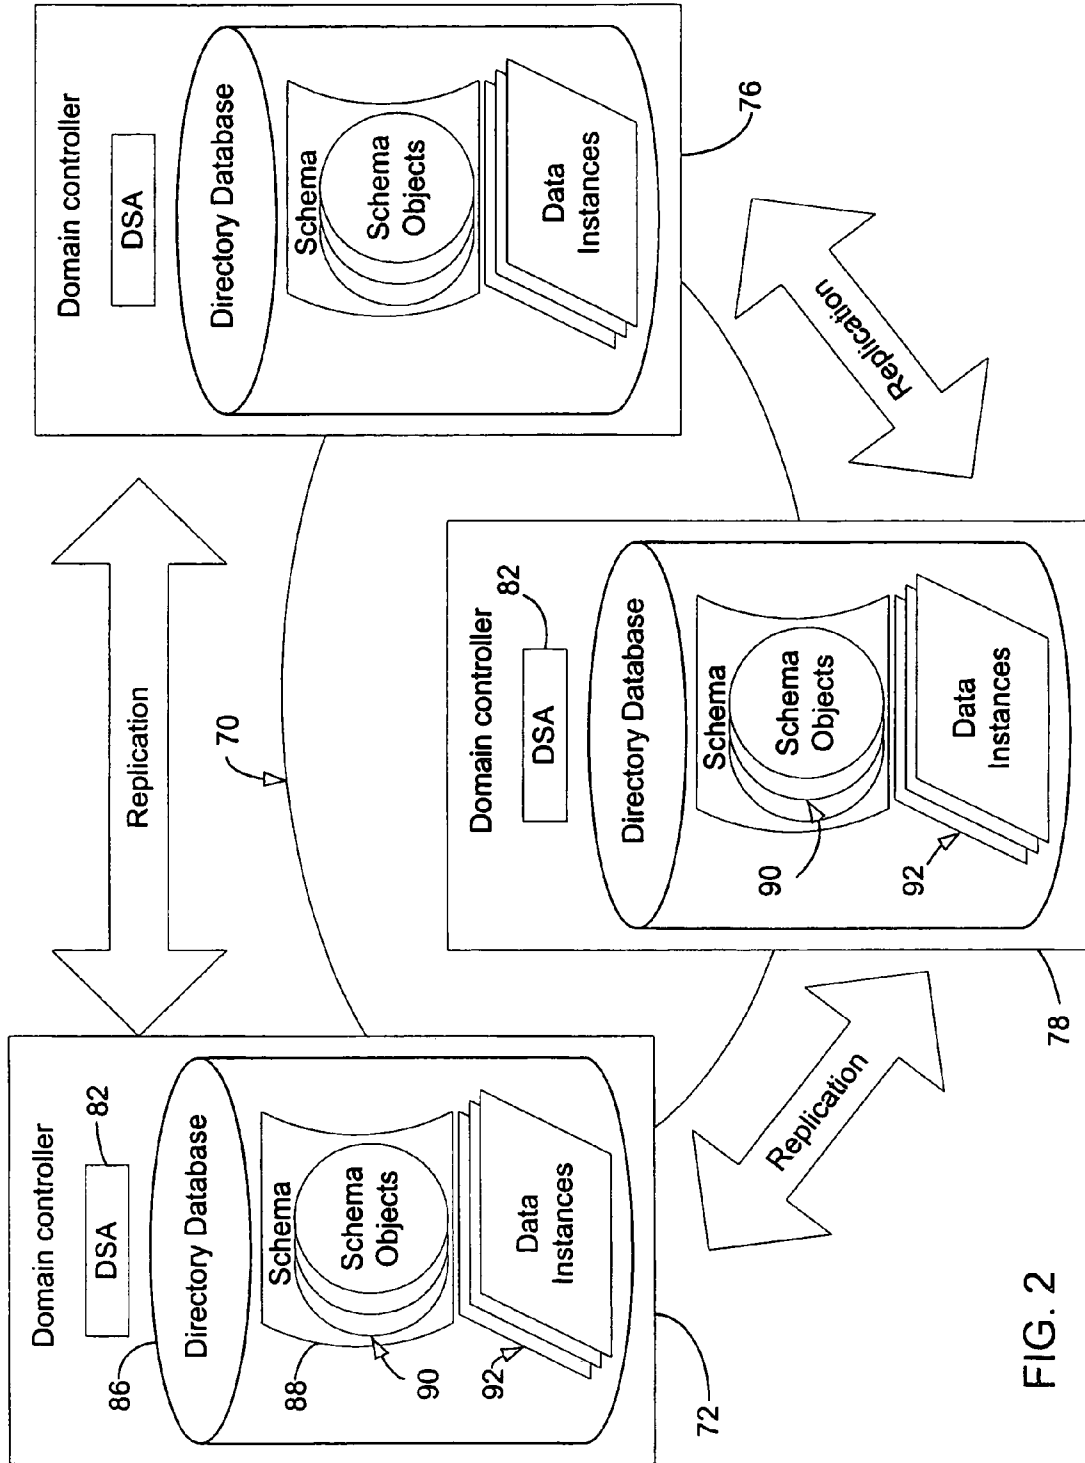 Domain controller
DSA
82
86
Directory Database
Schema
Schema
Objects
88
90
Data
Instances
92
72
Replication
70
Domain controller
DSA
82
Directory Database
Schema
Schema
Objects
90
Data
Instances
92
78
Domain controller
DSA
Directory Database
Schema
Schema
Objects
Data
Instances
76
Replication
Replication
FIG. 2